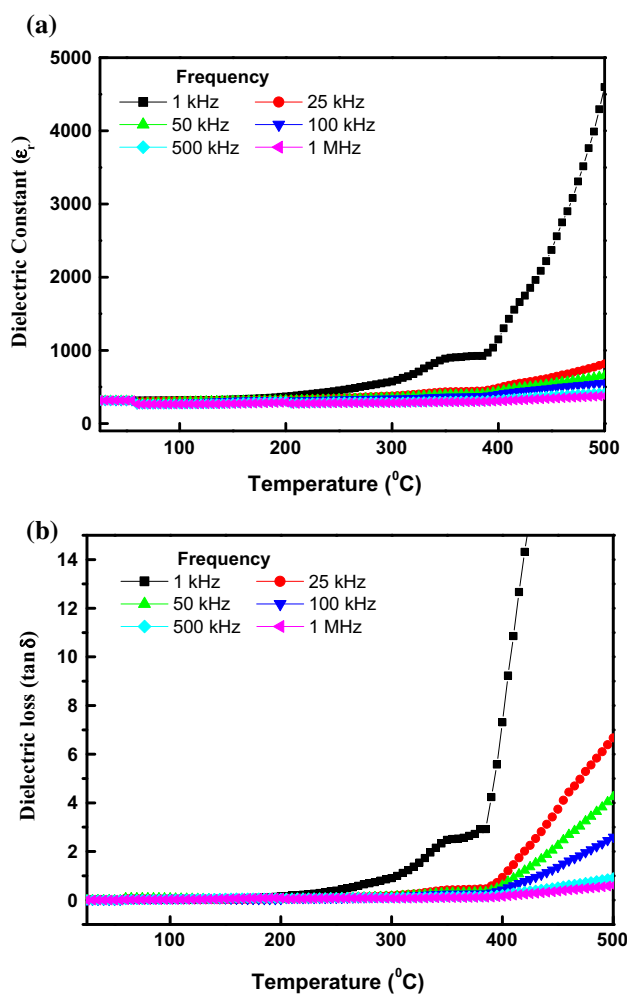 (a)
5000
4000
3000
2000
1000
0
Dielectric Constant (εr)
Frequency
1 kHz 25 kHz
50 kHz 100 kHz
500 kHz 1 MHz
100 200 300 400 500
Temperature (⁰C)
(b)
14
12
10
8
6
4
2
0
Dielectric loss (tan δ)
Frequency
1 kHz 25 kHz
50 kHz 100 kHz
500 kHz 1 MHz
100 200 300 400 500
Temperature (⁰C)